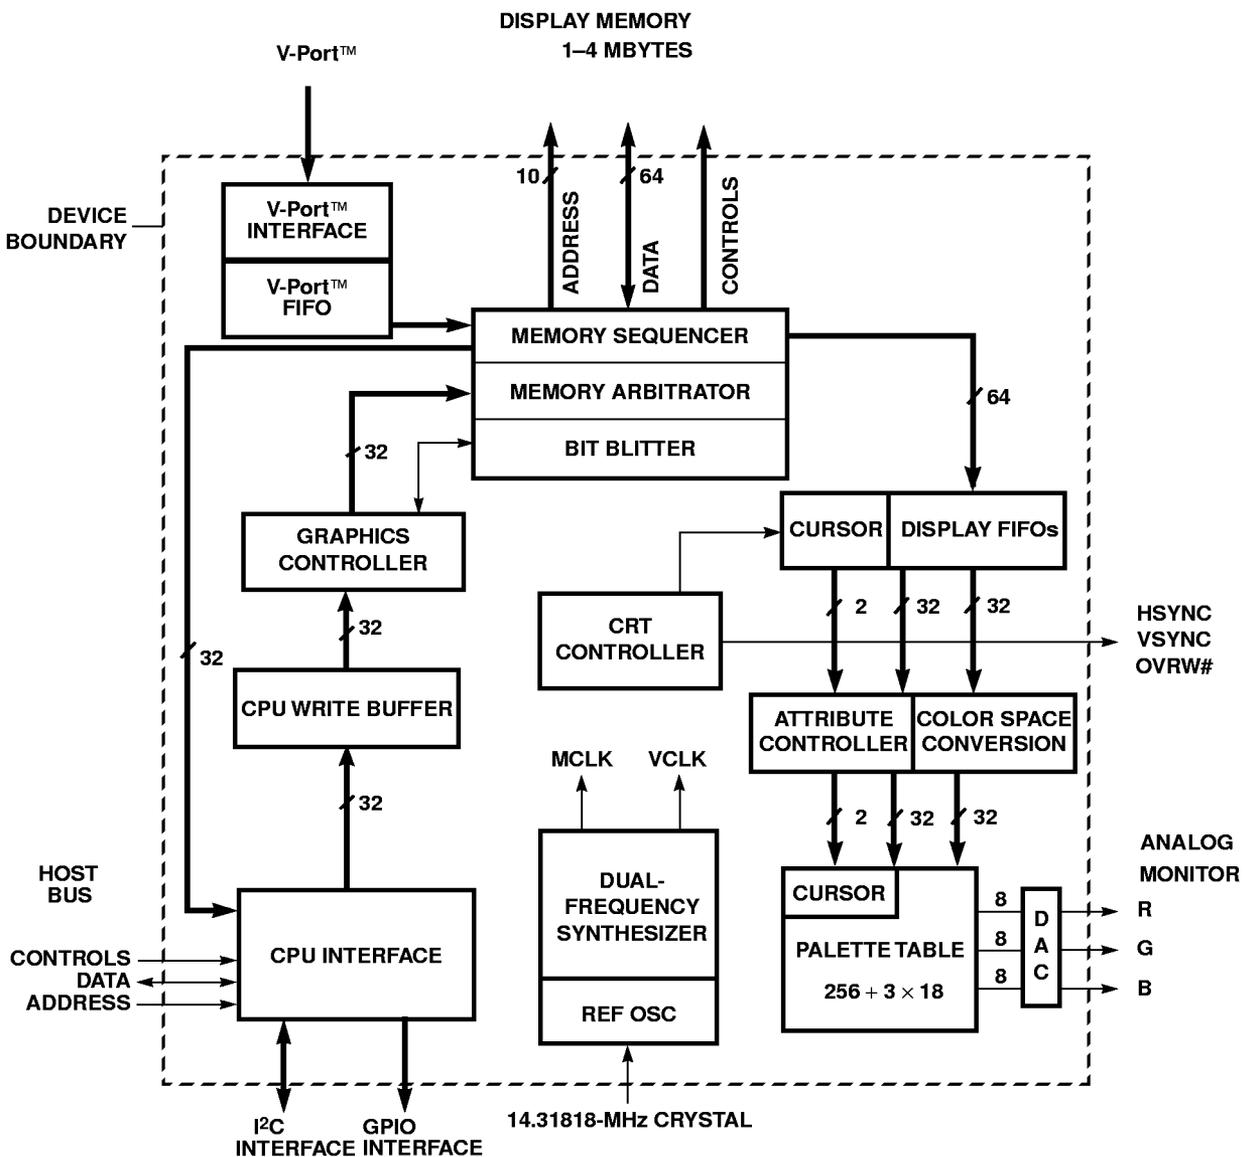 DISPLAY MEMORY
1–4 MBYTES
V-Port™
10
64
ADDRESS
DATA
CONTROLS
DEVICE
BOUNDARY
V-Port™
INTERFACE
V-Port™
FIFO
MEMORY SEQUENCER
MEMORY ARBITRATOR
BIT BLITTER
64
32
GRAPHICS
CONTROLLER
CURSOR
DISPLAY FIFOs
32
32
CPU WRITE BUFFER
CRT
CONTROLLER
2
32
32
HSYNC
VSYNC
OVRW#
ATTRIBUTE
CONTROLLER
COLOR SPACE
CONVERSION
MCLK
VCLK
32
2
32
32
HOST
BUS
CONTROLS
DATA
ADDRESS
CPU INTERFACE
DUAL-
FREQUENCY
SYNTHESIZER
REF OSC
CURSOR
PALETTE TABLE
256 + 3 × 18
8
8
8
DAC
ANALOG
MONITOR
R
G
B
I²C
INTERFACE
GPIO
INTERFACE
14.31818-MHz CRYSTAL